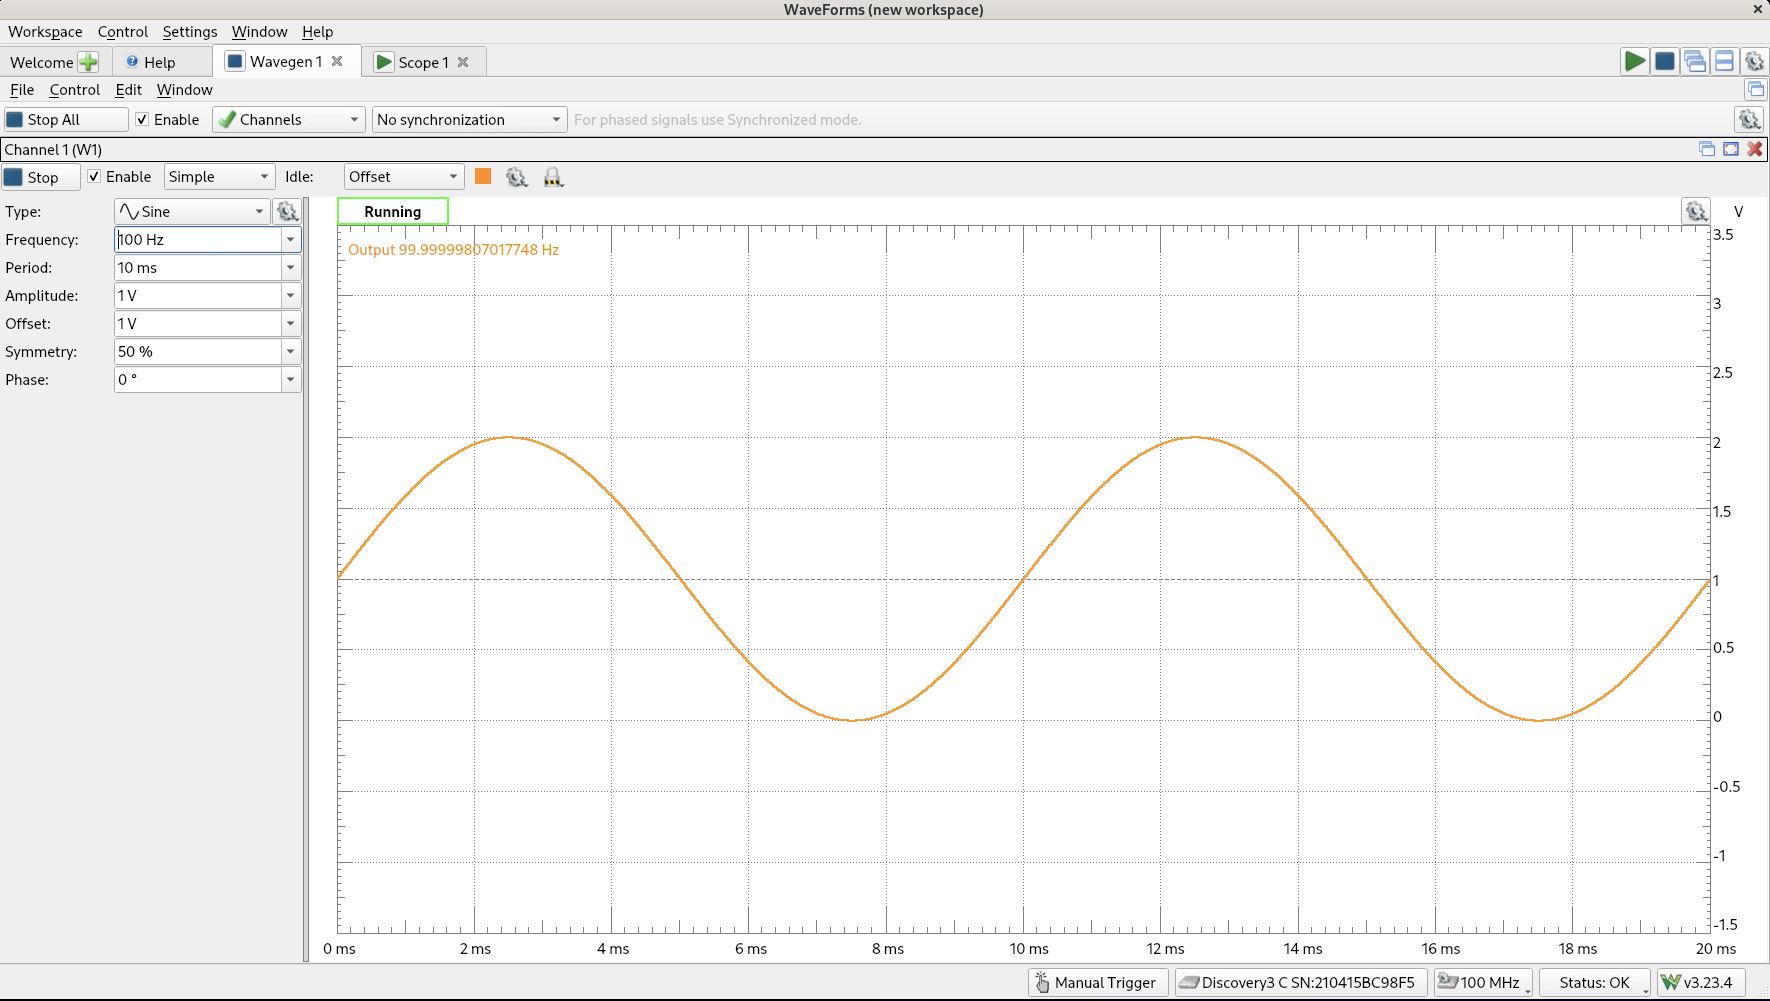 WaveForms (new workspace)
Workspace Control Settings Window Help
Welcome Help Wavegen 1 Scope 1
File Control Edit Window
Stop All Enable Channels No synchronization For phased signals use Synchronized mode.
Channel 1 (W1)
Stop Enable Simple Idle: Offset
Type: Sine
Frequency: 100 Hz
Period: 10 ms
Amplitude: 1 V
Offset: 1 V
Symmetry: 50 %
Phase: 0 °
Running
V
Output 99.99999807017748 Hz
3.5
3
2.5
2
1.5
1
0.5
0
-0.5
-1
-1.5
0 ms 2 ms 4 ms 6 ms 8 ms 10 ms 12 ms 14 ms 16 ms 18 ms 20 ms
Manual Trigger Discovery3 C SN:210415BC98F5 100 MHz Status: OK v3.23.4